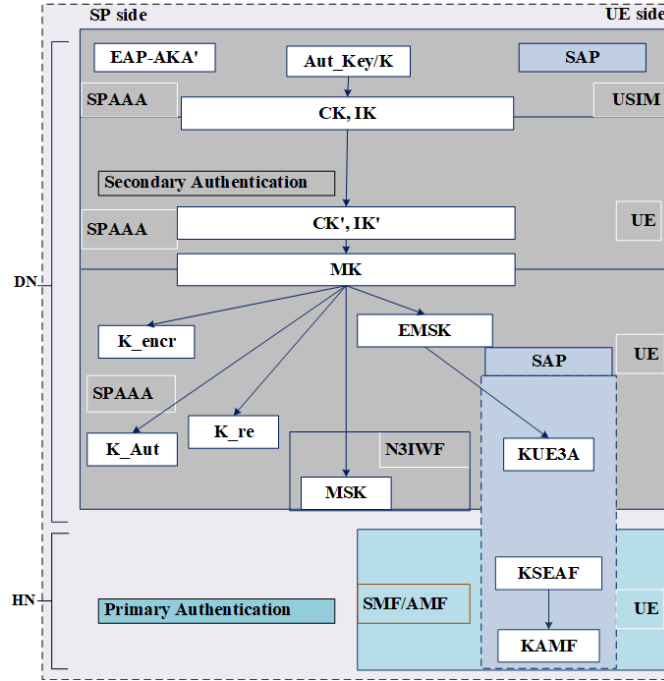 SP side
UE side
EAP-AKA'
Aut_Key/K
SAP
SPAAA
CK, IK
USIM
Secondary Authentication
SPAAA
CK', IK'
UE
MK
DN
K_encr
EMSK
SAP
UE
SPAAA
K_Aut
K_re
N3IWF
KUE3A
MSK
KSEAF
HN
Primary Authentication
SMF/AMF
UE
KAMF